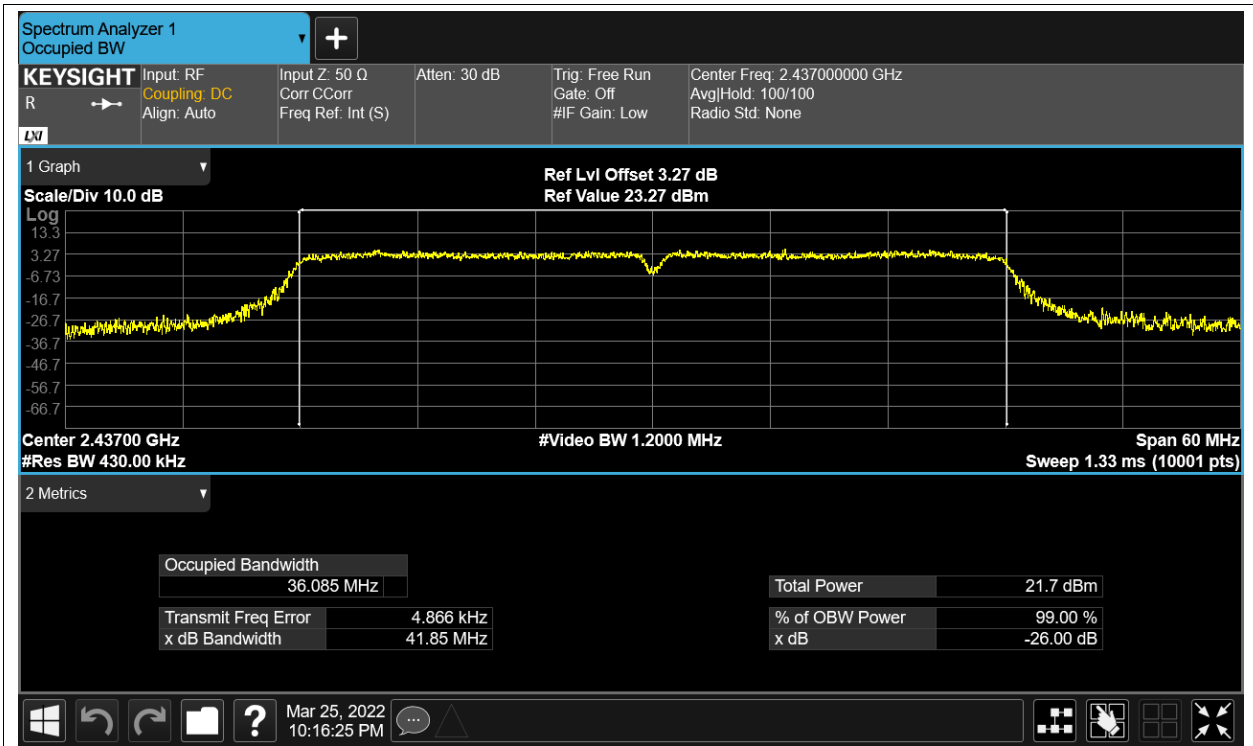 Spectrum Analyzer 1
Occupied BW
KEYSIGHT
R
LXI
Input: RF
Coupling: DC
Align: Auto
Input Z: 50 Ω
Corr CCorr
Freq Ref: Int (S)
Atten: 30 dB
Trig: Free Run
Gate: Off
#IF Gain: Low
Center Freq: 2.437000000 GHz
Avg|Hold: 100/100
Radio Std: None
1 Graph
Scale/Div 10.0 dB
Ref Lvl Offset 3.27 dB
Ref Value 23.27 dBm
Log
13.3
3.27
-6.73
-16.7
-26.7
-36.7
-46.7
-56.7
-66.7
Center 2.43700 GHz
#Video BW 1.2000 MHz
Span 60 MHz
#Res BW 430.00 kHz
Sweep 1.33 ms (10001 pts)
2 Metrics
Occupied Bandwidth
36.085 MHz
Transmit Freq Error 4.866 kHz
x dB Bandwidth 41.85 MHz
Total Power 21.7 dBm
% of OBW Power 99.00 %
x dB -26.00 dB
?
Mar 25, 2022
10:16:25 PM